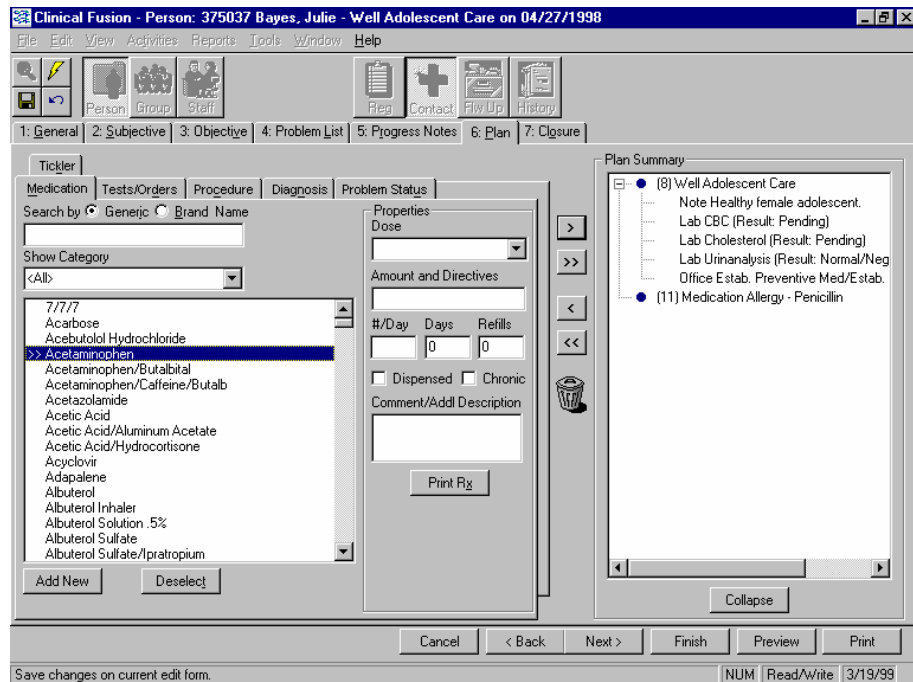 Clinical Fusion - Person: 375037 Bayes, Julie - Well Adolescent Care on 04/27/1998
File Edit View Activities Reports Tools Window Help
Person Group Staff Reg Contact Flw Up History
1: General 2: Subjective 3: Objective 4: Problem List 5: Progress Notes 6: Plan 7: Closure
Tickler
Medication Tests/Orders Procedure Diagnosis Problem Status
Search by Generic Brand Name
Show Category
<All>
7/7/7
Acarbose
Acebutolol Hydrochloride
>> Acetaminophen
Acetaminophen/Butalbital
Acetaminophen/Caffeine/Butalb
Acetazolamide
Acetic Acid
Acetic Acid/Aluminum Acetate
Acetic Acid/Hydrocortisone
Acyclovir
Adapalene
Albuterol
Albuterol Inhaler
Albuterol Solution .5%
Albuterol Sulfate
Albuterol Sulfate/Ipratropium
Add New Deselect
Properties
Dose
Amount and Directives
#/Day Days Refills
0 0
Dispensed Chronic
Comment/Addl Description
Print Rx
>
>>
<
<<
Plan Summary
(8) Well Adolescent Care
Note Healthy female adolescent.
Lab CBC (Result: Pending)
Lab Cholesterol (Result: Pending)
Lab Urinanalysis (Result: Normal/Neg
Office Estab. Preventive Med/Estab.
(11) Medication Allergy - Penicillin
Collapse
Cancel < Back Next > Finish Preview Print
Save changes on current edit form. NUM Read/Write 3/19/99